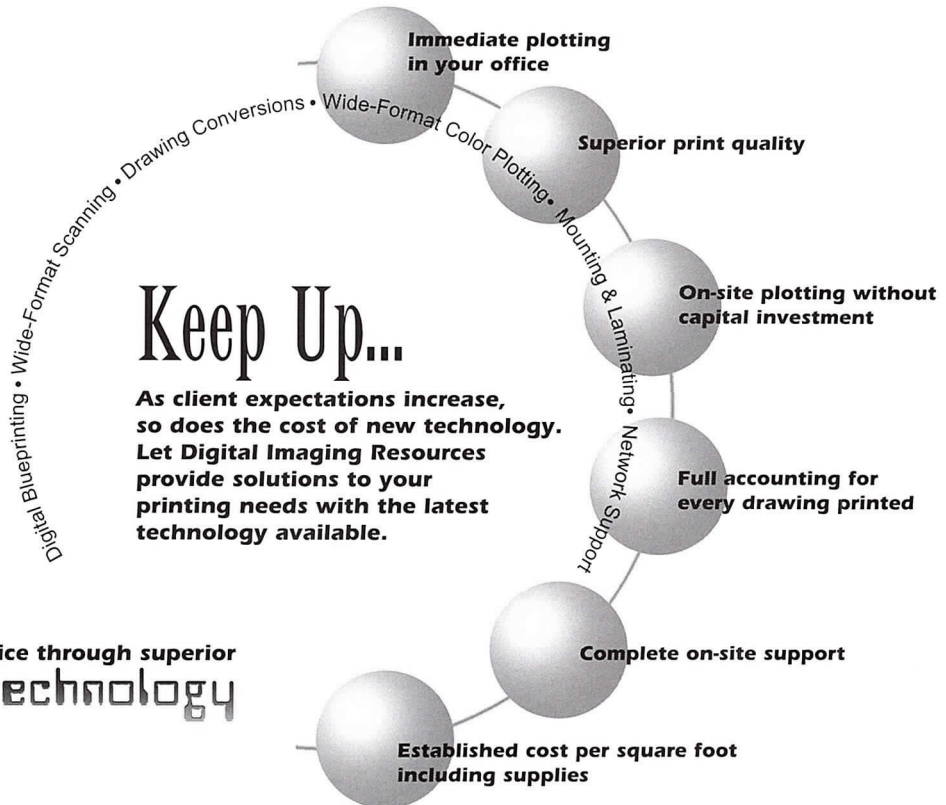 Immediate plotting
in your office
Digital Blueprinting • Wide-Format Scanning • Drawing Conversions • Wide-Format Color Plotting • Mounting & Laminating • Network Support
Superior print quality
On-site plotting without
capital investment
Keep Up...
As client expectations increase,
so does the cost of new technology.
Let Digital Imaging Resources
provide solutions to your
printing needs with the latest
technology available.
Full accounting for
every drawing printed
through superior
Complete on-site support
Established cost per square foot
including supplies